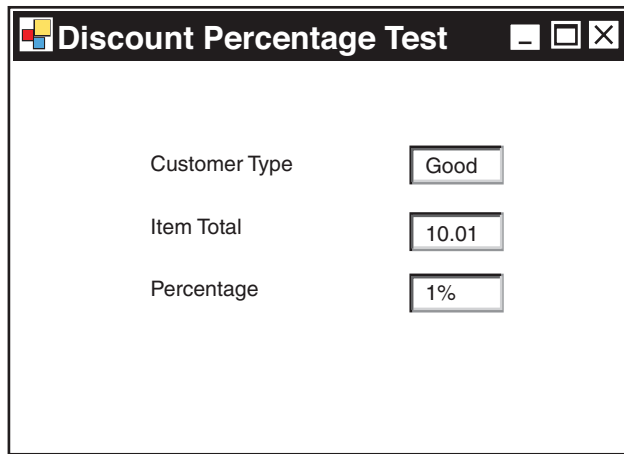 Discount Percentage Test
Customer Type Good
Item Total 10.01
Percentage 1%